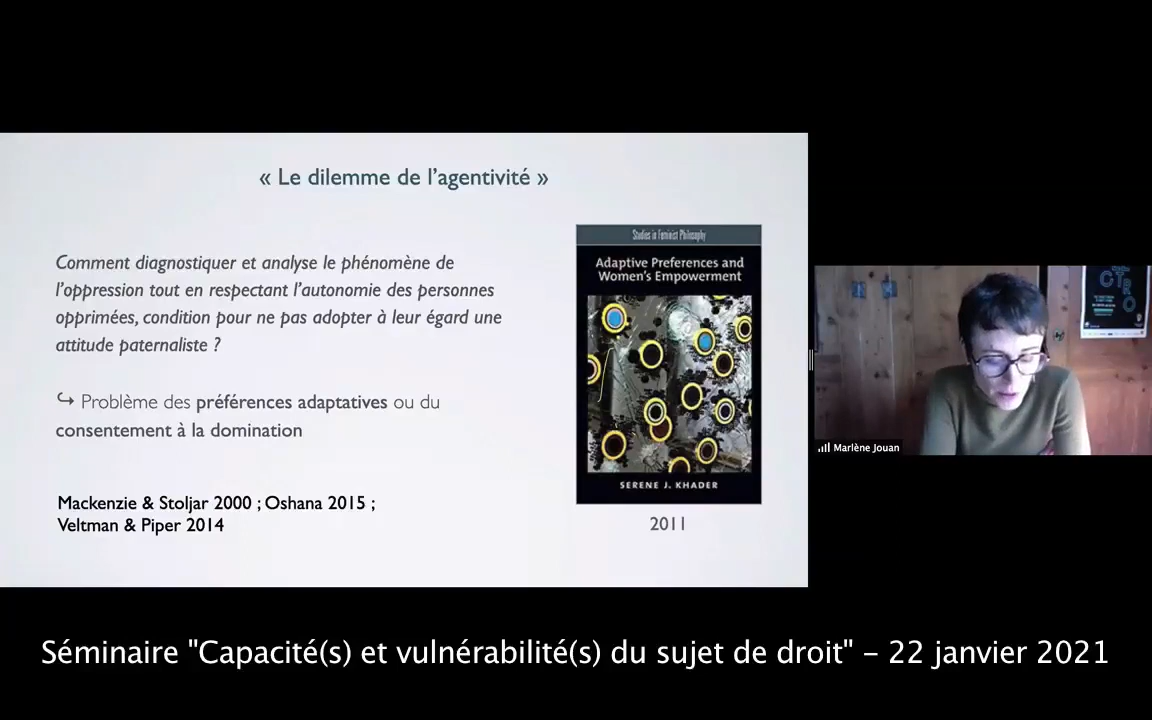 « Le dilemme de l'agentivité »
Comment diagnostiquer et analyse le phénomène de
l'oppression tout en respectant l'autonomie des personnes
opprimées, condition pour ne pas adopter à leur égard une
attitude paternaliste ?
↪ Problème des préférences adaptatives ou du
consentement à la domination
Mackenzie & Stoljar 2000 ; Oshana 2015 ;
Veltman & Piper 2014
Studies in Feminist Philosophy
Adaptive Preferences and
Women's Empowerment
SERENE J. KHADER
2011
CTRO
Marlène Jouan
Séminaire "Capacité(s) et vulnérabilité(s) du sujet de droit" - 22 janvier 2021